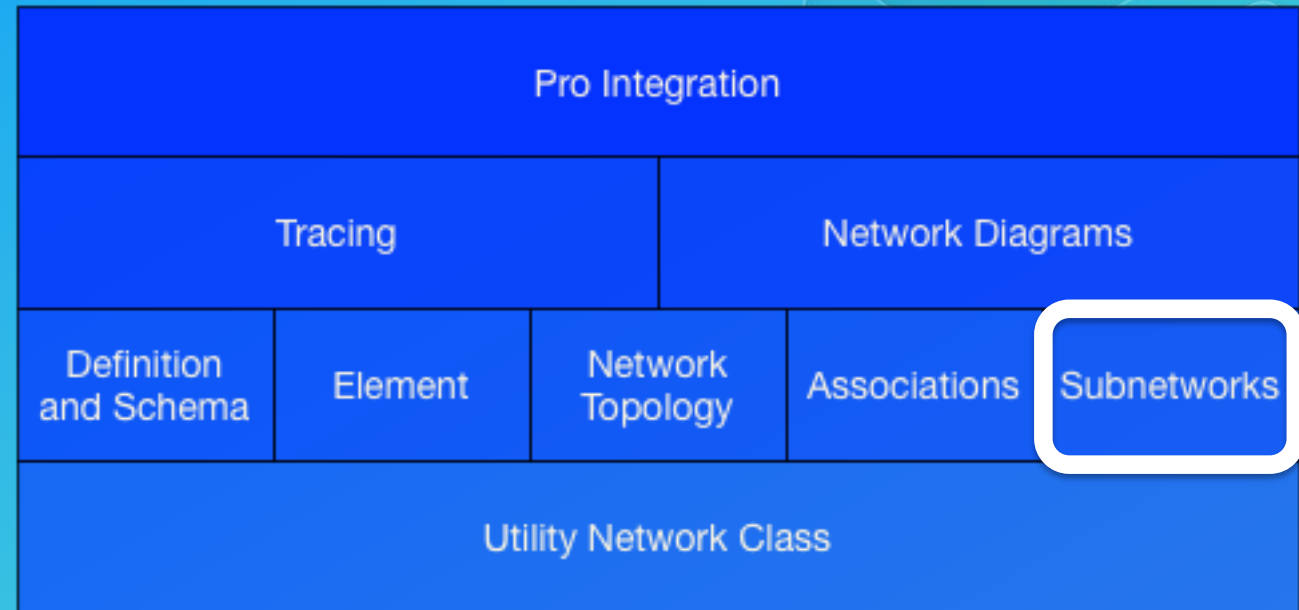 Pro Integration
Tracing
Network Diagrams
Definition
and Schema
Element
Network
Topology
Associations
Subnetworks
Utility Network Class